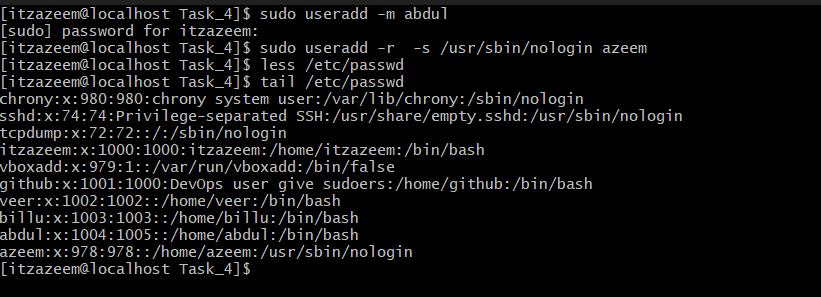 [itzazeem@localhost Task_4]$ sudo useradd -m abdul
[sudo] password for itzazeem:
[itzazeem@localhost Task_4]$ sudo useradd -r  -s /usr/sbin/nologin azeem
[itzazeem@localhost Task_4]$ less /etc/passwd
[itzazeem@localhost Task_4]$ tail /etc/passwd
chrony:x:980:980:chrony system user:/var/lib/chrony:/sbin/nologin
sshd:x:74:74:Privilege-separated SSH:/usr/share/empty.sshd:/usr/sbin/nologin
tcpdump:x:72:72::/:/sbin/nologin
itzazeem:x:1000:1000:itzazeem:/home/itzazeem:/bin/bash
vboxadd:x:979:1::/var/run/vboxadd:/bin/false
github:x:1001:1000:DevOps user give sudoers:/home/github:/bin/bash
veer:x:1002:1002::/home/veer:/bin/bash
billu:x:1003:1003::/home/billu:/bin/bash
abdul:x:1004:1005::/home/abdul:/bin/bash
azeem:x:978:978::/home/azeem:/usr/sbin/nologin
[itzazeem@localhost Task_4]$